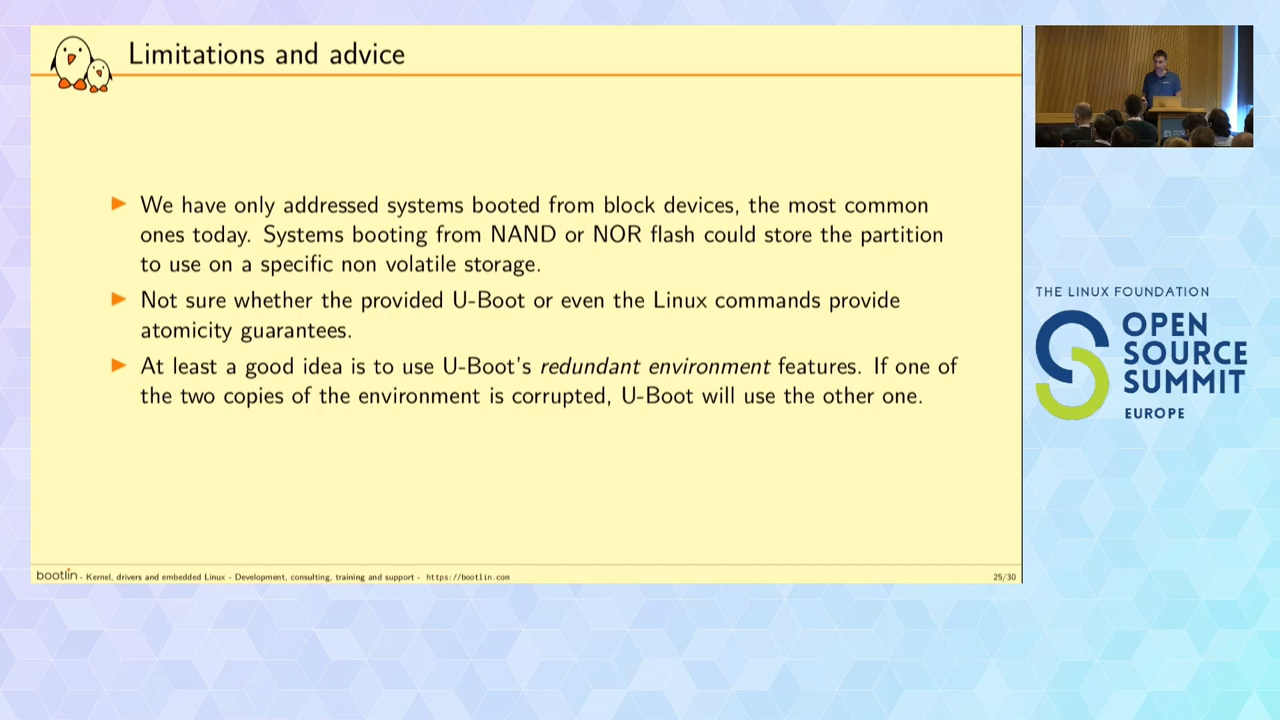 Limitations and advice
We have only addressed systems booted from block devices, the most common
ones today. Systems booting from NAND or NOR flash could store the partition
to use on a specific non volatile storage.
Not sure whether the provided U-Boot or even the Linux commands provide
atomicity guarantees.
At least a good idea is to use U-Boot's redundant environment features. If one of
the two copies of the environment is corrupted, U-Boot will use the other one.
bootlin - Kernel, drivers and embedded Linux - Development, consulting, training and support - https://bootlin.com
25/30
THE LINUX FOUNDATION
OPEN
SOURCE
SUMMIT
EUROPE